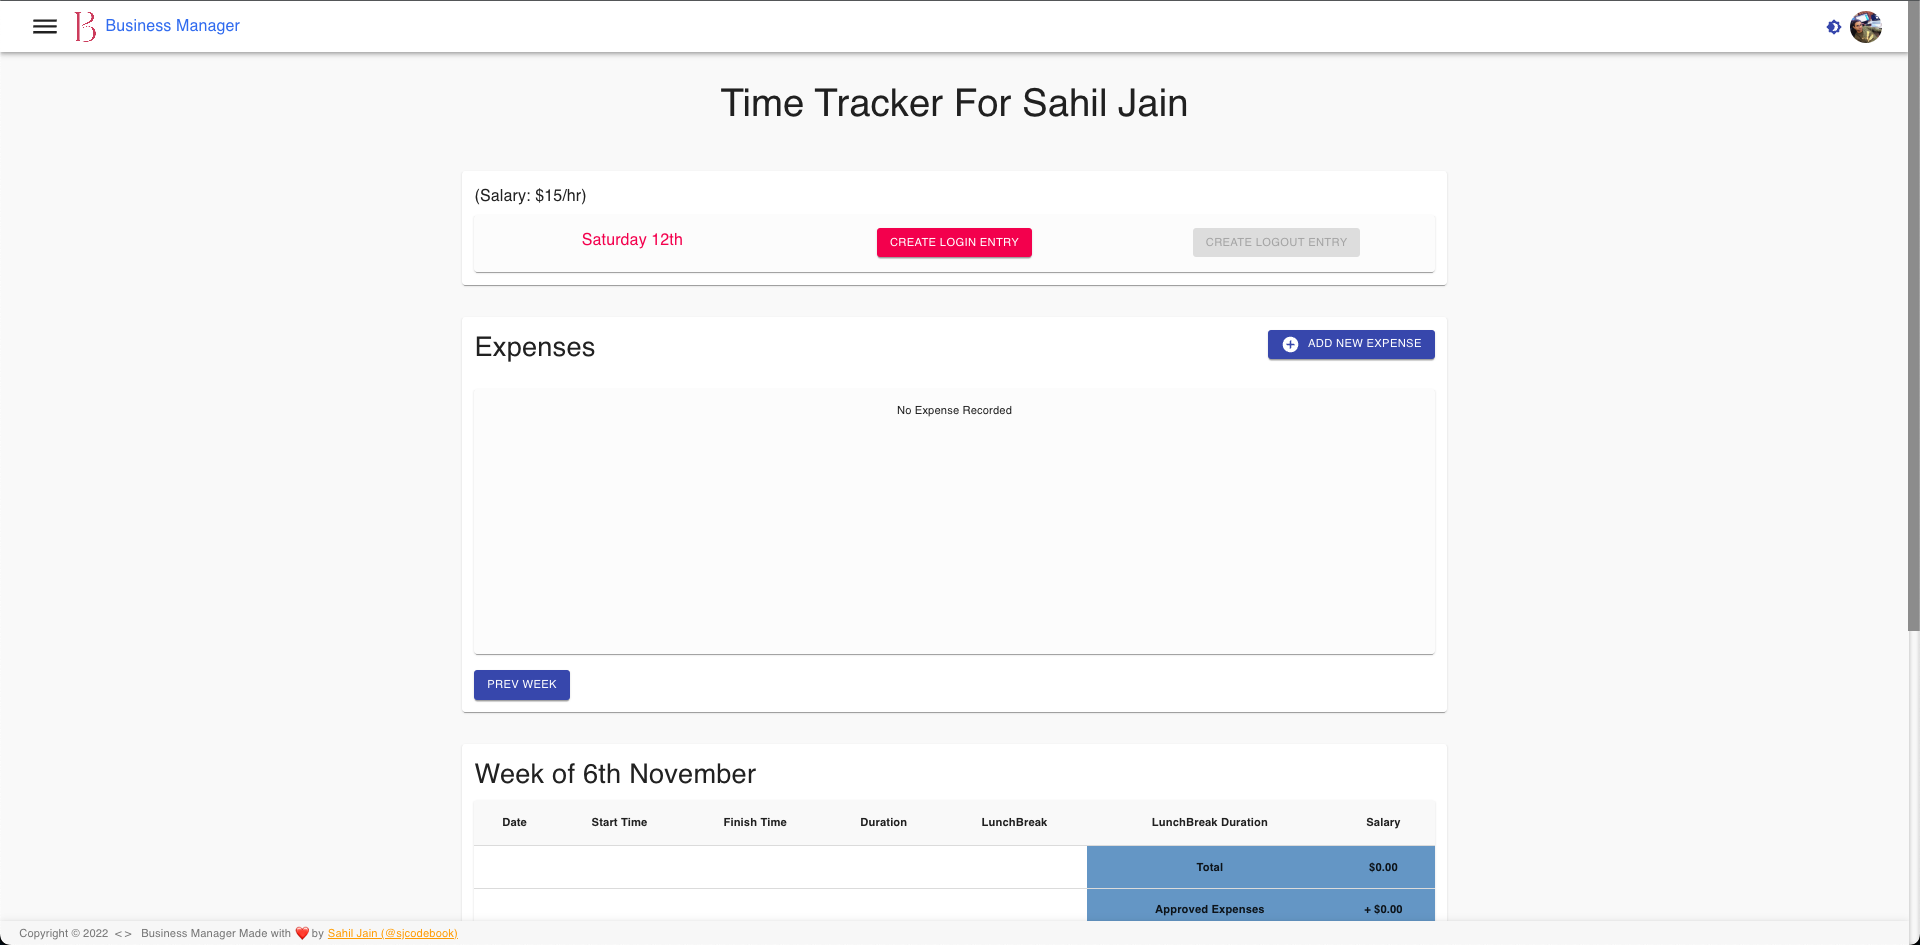 B Business Manager
Time Tracker For Sahil Jain
(Salary: $15/hr)
Saturday 12th CREATE LOGIN ENTRY CREATE LOGOUT ENTRY
Expenses ADD NEW EXPENSE
No Expense Recorded
PREV WEEK
Week of 6th November
Date Start Time Finish Time Duration LunchBreak LunchBreak Duration Salary
Total $0.00
Approved Expenses + $0.00
Copyright © 2022 <> Business Manager Made with ❤️ by Sahil Jain (@sjcodebook)